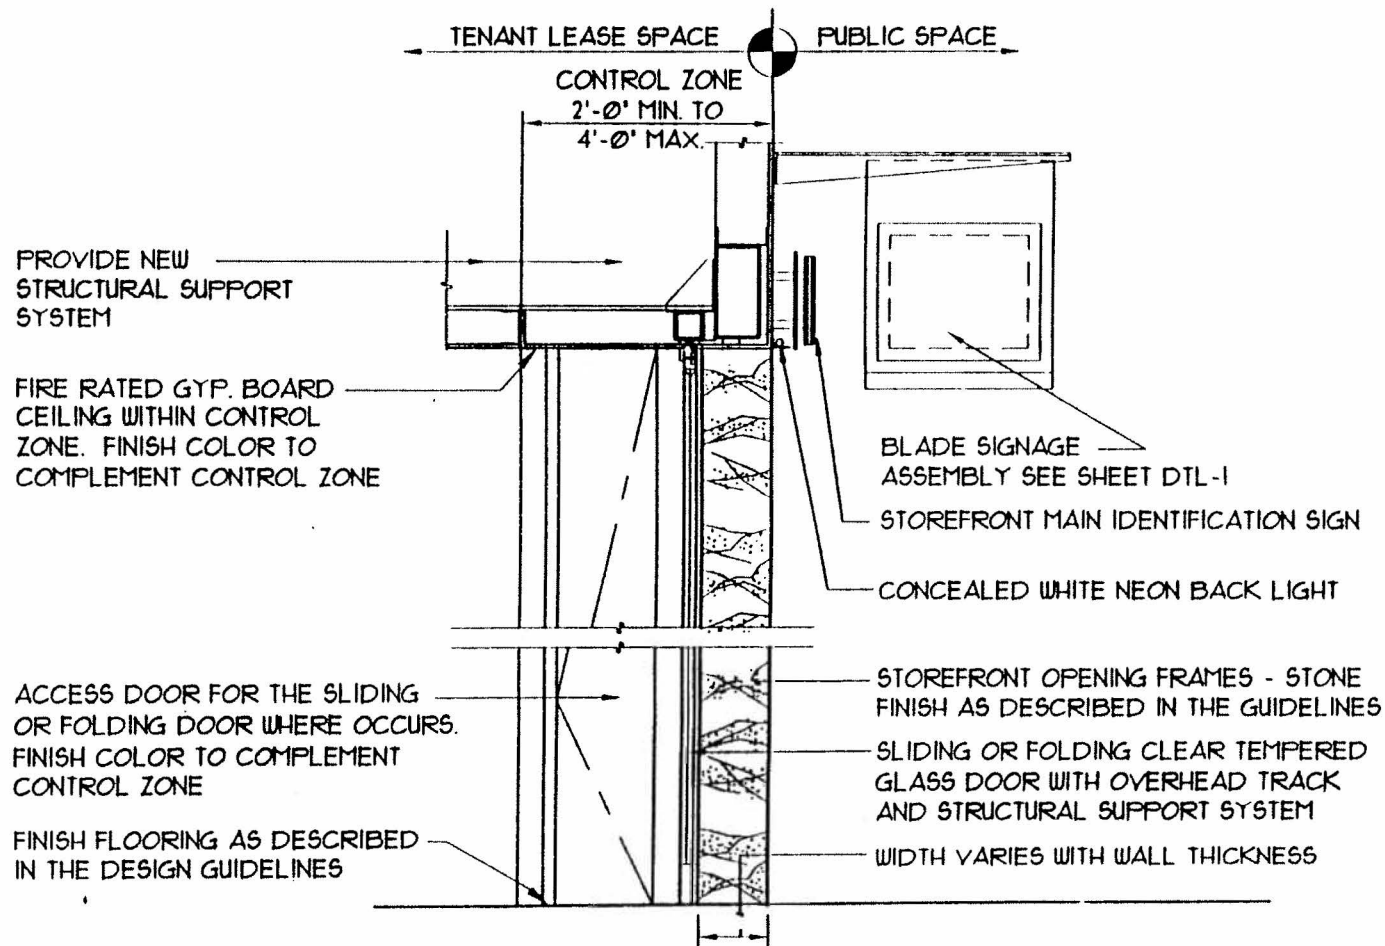 TENANT LEASE SPACE
PUBLIC SPACE
CONTROL ZONE
2'-0" MIN. TO
4'-0" MAX.
PROVIDE NEW
STRUCTURAL SUPPORT
SYSTEM
FIRE RATED GYP. BOARD
CEILING WITHIN CONTROL
ZONE. FINISH COLOR TO
COMPLEMENT CONTROL ZONE
BLADE SIGNAGE
ASSEMBLY SEE SHEET DTL-1
STOREFRONT MAIN IDENTIFICATION SIGN
CONCEALED WHITE NEON BACK LIGHT
ACCESS DOOR FOR THE SLIDING
OR FOLDING DOOR WHERE OCCURS.
FINISH COLOR TO COMPLEMENT
CONTROL ZONE
FINISH FLOORING AS DESCRIBED
IN THE DESIGN GUIDELINES
STOREFRONT OPENING FRAMES - STONE
FINISH AS DESCRIBED IN THE GUIDELINES
SLIDING OR FOLDING CLEAR TEMPERED
GLASS DOOR WITH OVERHEAD TRACK
AND STRUCTURAL SUPPORT SYSTEM
WIDTH VARIES WITH WALL THICKNESS